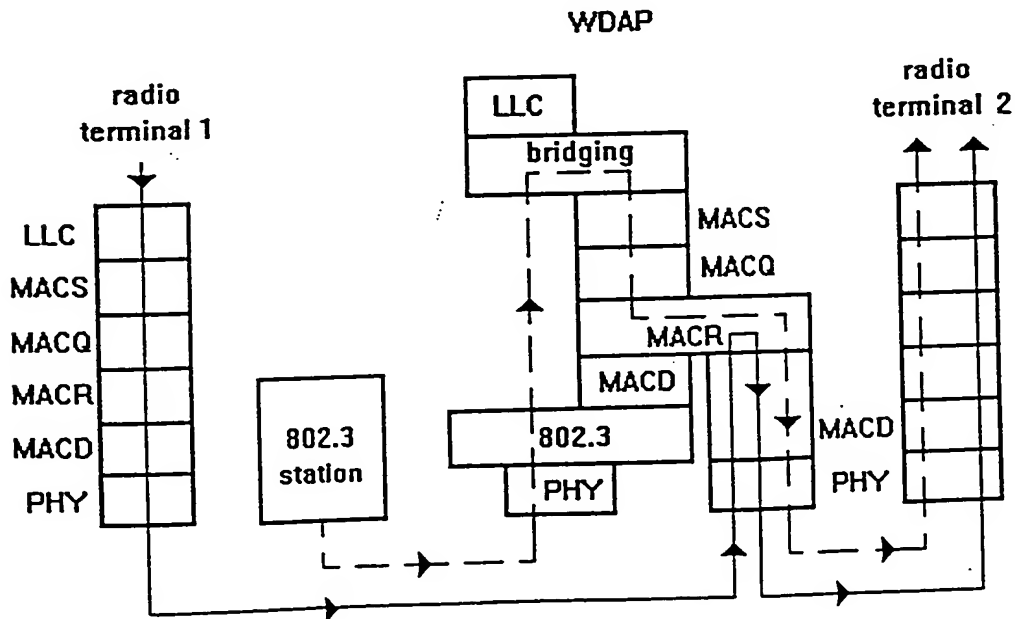 WDAP
radio
terminal 1
radio
terminal 2
LLC
bridging
LLC
MACS
MACQ
MACR
MACD
PHY
MACS
MACQ
MACR
MACD
802.3
station
802.3
PHY
MACD
PHY